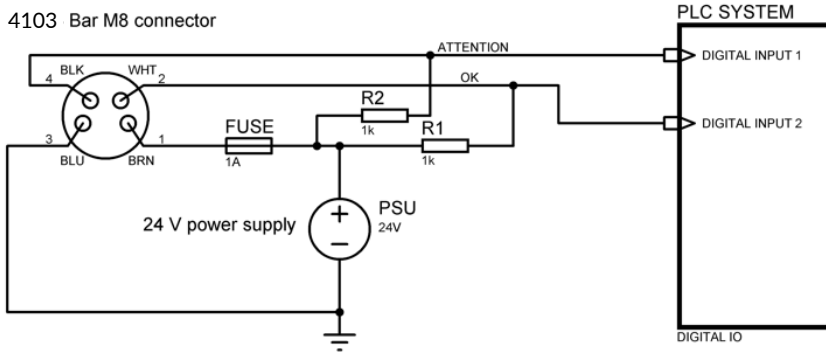 4103 Bar M8 connector
PLC SYSTEM
ATTENTION
DIGITAL INPUT 1
BLK
WHT
4
2
OK
R2
1k
FUSE
1A
R1
1k
DIGITAL INPUT 2
3
1
BLU
BRN
24 V power supply
+
−
PSU
24V
DIGITAL IO